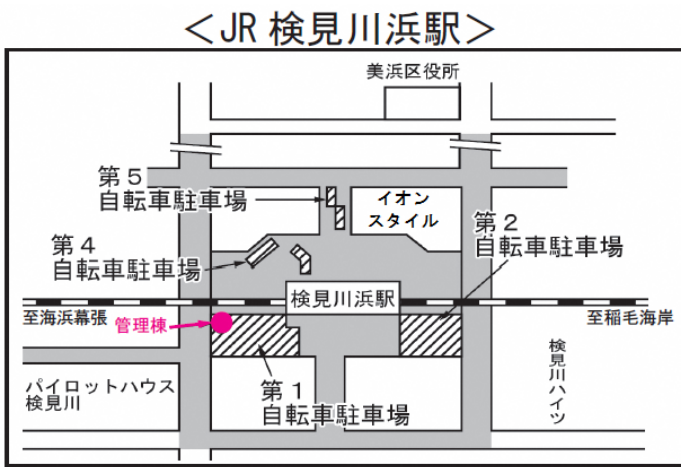 ＜JR 検見川浜駅＞
美浜区役所
第５
自転車駐車場
イオン
スタイル
第２
自転車駐車場
第４
自転車駐車場
検見川浜駅
至海浜幕張
管理棟
至稲毛海岸
パイロットハウス
検見川
第１
自転車駐車場
検見川ハイツ